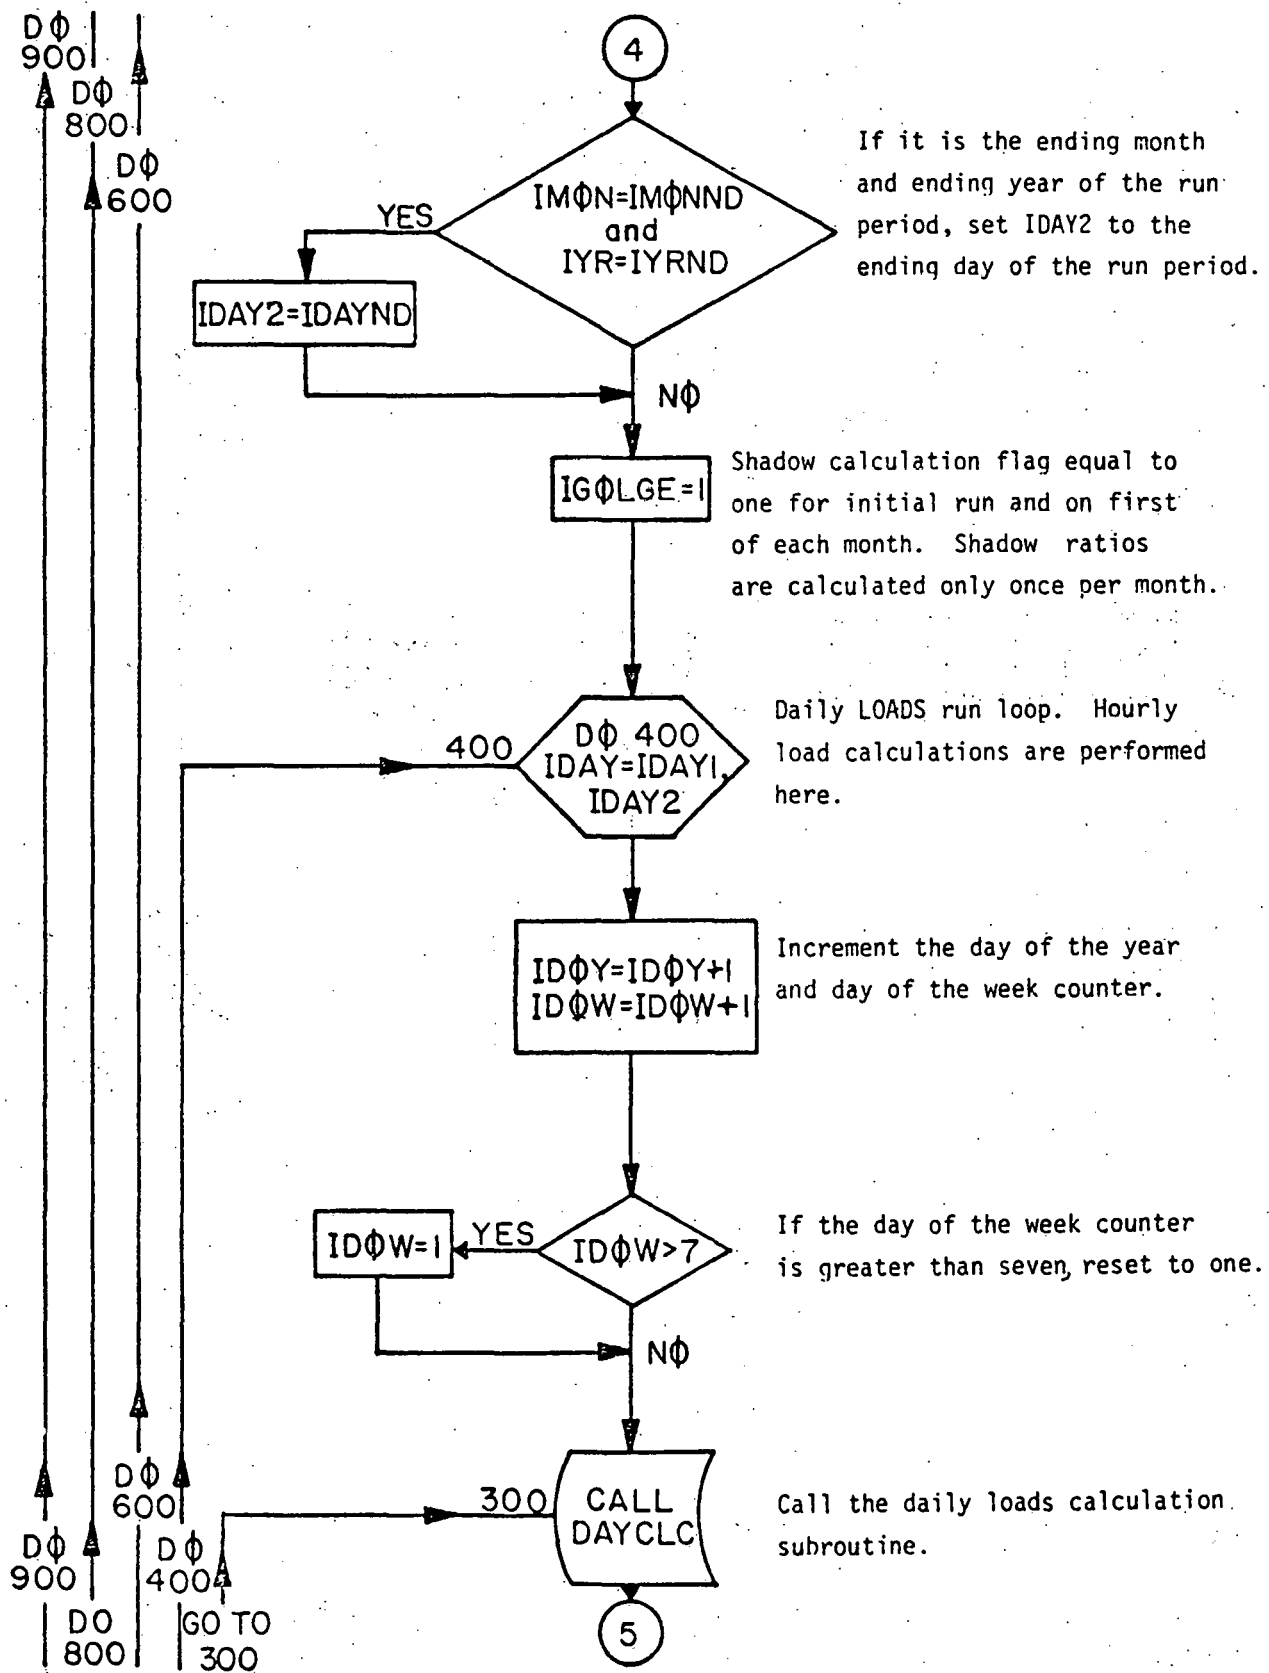 DΦ
900
DΦ
800
DΦ
600
4
IMΦN=IMΦNND
and
IYR=IYRND
YES
If it is the ending month
and ending year of the run
period, set IDAY2 to the
ending day of the run period.
IDAY2=IDAYND
NΦ
IGΦLGE=1
Shadow calculation flag equal to
one for initial run and on first
of each month. Shadow ratios
are calculated only once per month.
400
DΦ 400
IDAY=IDAY1,
IDAY2
Daily LOADS run loop. Hourly
load calculations are performed
here.
IDΦY=IDΦY+1
IDΦW=IDΦW+1
Increment the day of the year
and day of the week counter.
IDΦW=1
YES
IDΦW>7
If the day of the week counter
is greater than seven, reset to one.
NΦ
300
CALL
DAYCLC
Call the daily loads calculation
subroutine.
DΦ
600
DΦ
900
DΦ
400
DO
800
GO TO
300
5